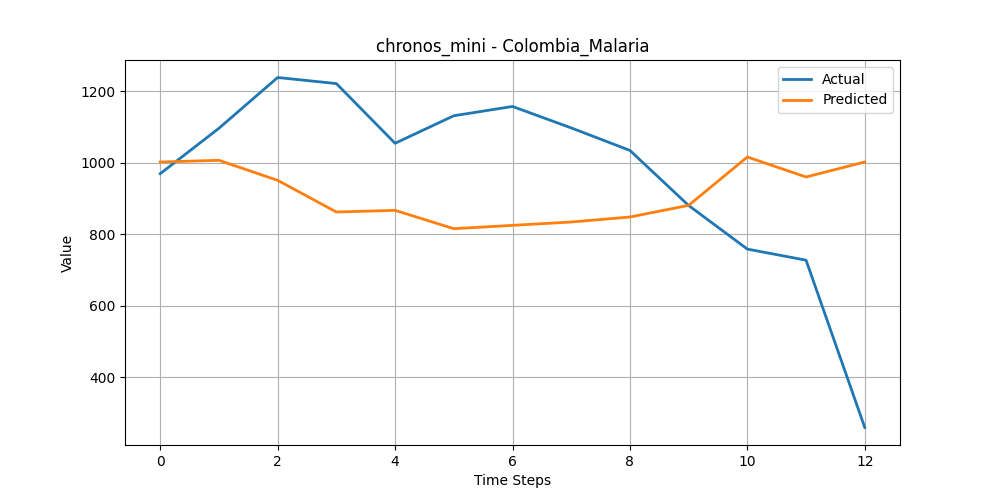 chronos_mini - Colombia_Malaria
Actual
Predicted
1200
1000
800
600
400
Value
0 2 4 6 8 10 12
Time Steps